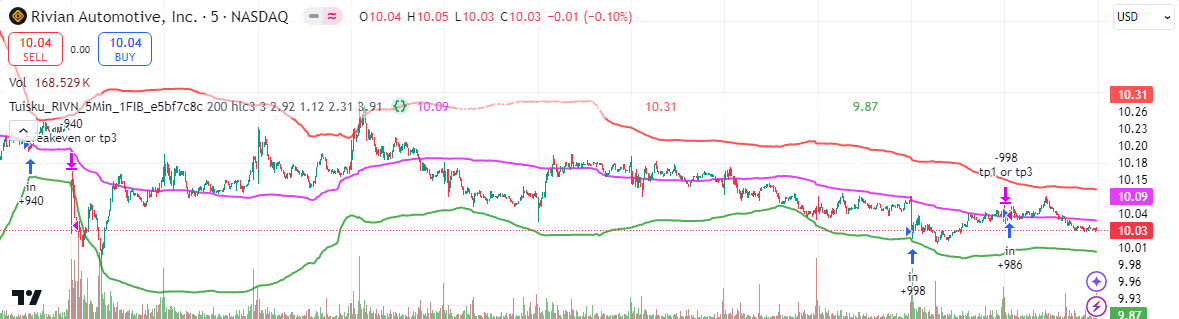 Rivian Automotive, Inc. · 5 · NASDAQ O10.04 H10.05 L10.03 C10.03 −0.01 (−0.10%)
USD
10.04 SELL
0.00
10.04 BUY
Vol 168.529 K
Tuisku_RIVN_5Min_1FIB_e5bf7c8c 200 hlc3 3 2.92 1.12 2.31 3.91 10.09 10.31 9.87
-940
breakeven or tp3
in
+940
-998
tp1 or tp3
in
+986
in
+998
10.31
10.26
10.23
10.20
10.18
10.15
10.09
10.04
10.03
10.01
9.98
9.96
9.93
9.87